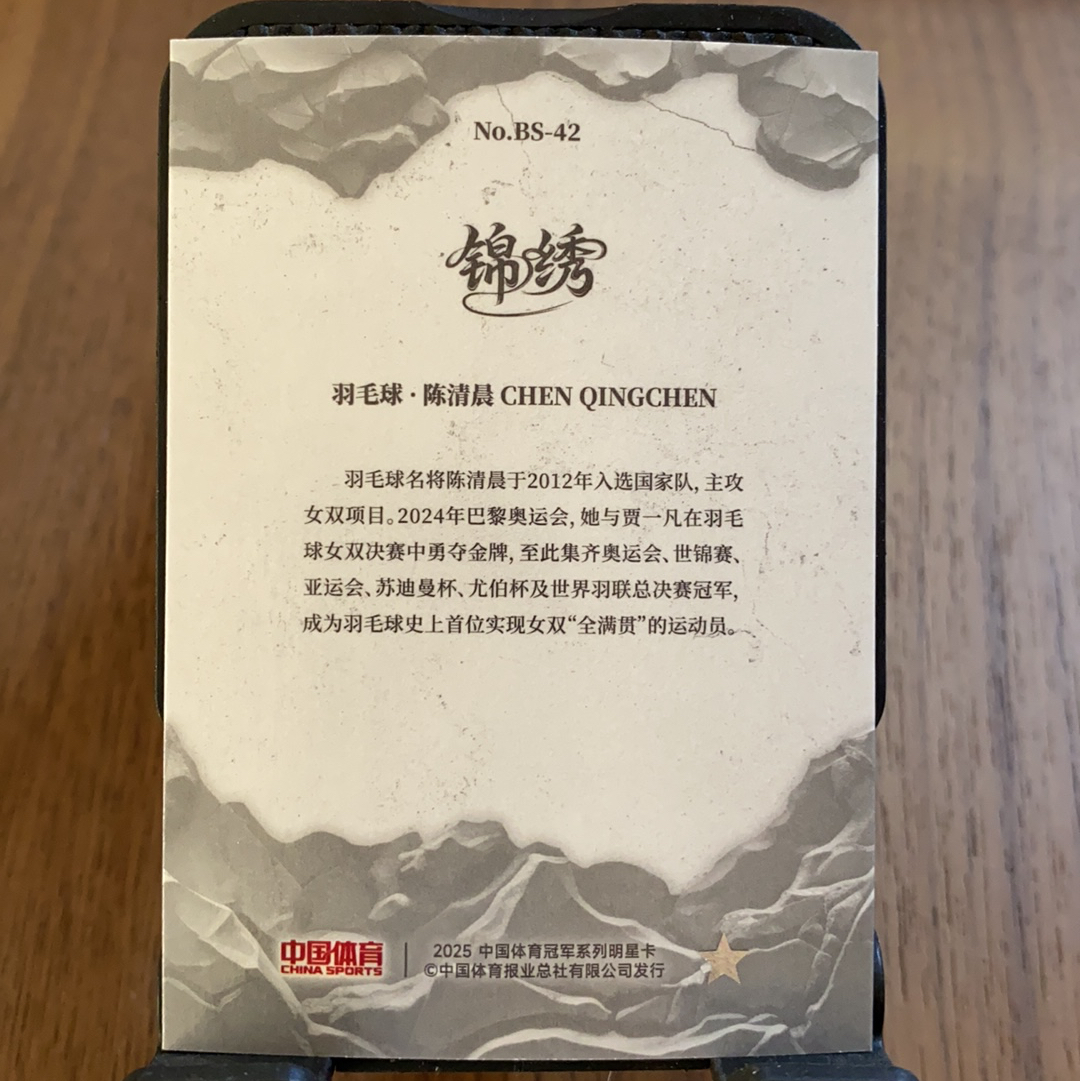 No.BS-42
锦绣
羽毛球·陈清晨 CHEN QINGCHEN
羽毛球名将陈清晨于2012年入选国家队,主攻
女双项目。2024年巴黎奥运会,她与贾一凡在羽毛
球女双决赛中勇夺金牌,至此集齐奥运会、世锦赛、
亚运会、苏迪曼杯、尤伯杯及世界羽联总决赛冠军,
成为羽毛球史上首位实现女双“全满贯”的运动员。
中国体育
CHINA SPORTS
2025 中国体育冠军系列明星卡
©中国体育报业总社有限公司发行